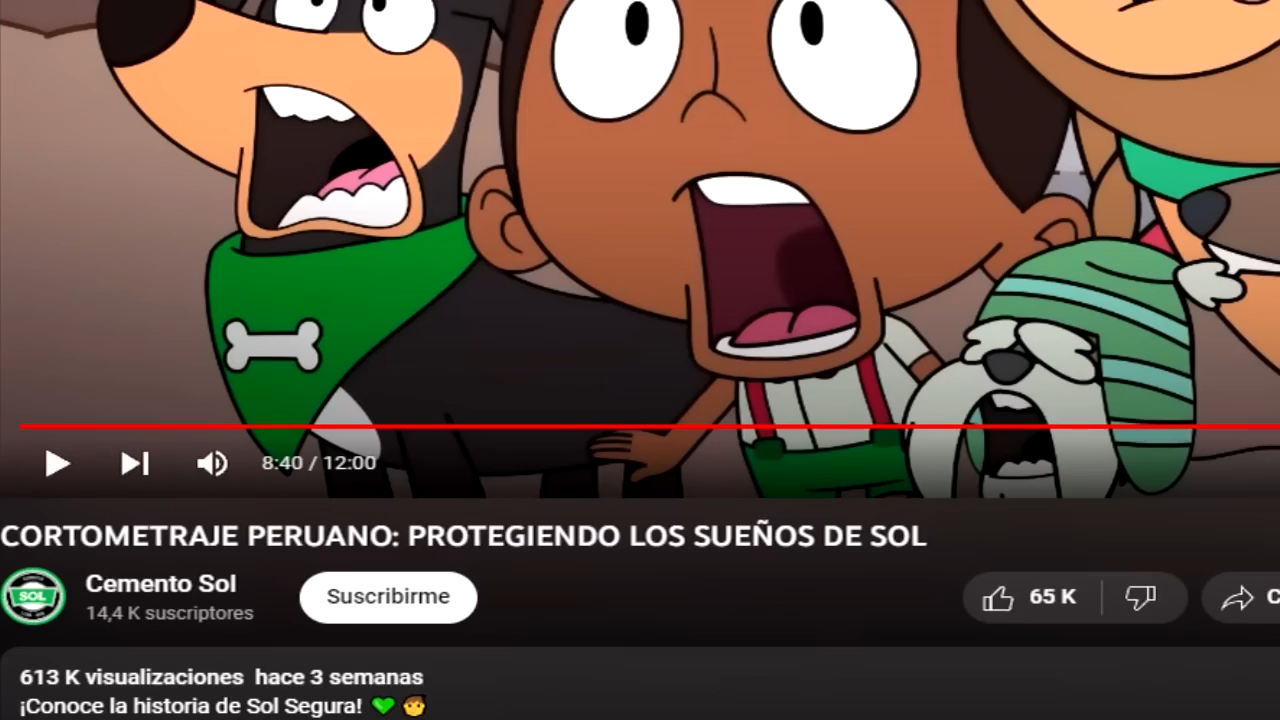 8:40 / 12:00
CORTOMETRAJE PERUANO: PROTEGIENDO LOS SUEÑOS DE SOL
SOL
Cemento Sol
14,4 K suscriptores
Suscribirme
65 K
C
613 K visualizaciones hace 3 semanas
¡Conoce la historia de Sol Segura! 💚 🧒